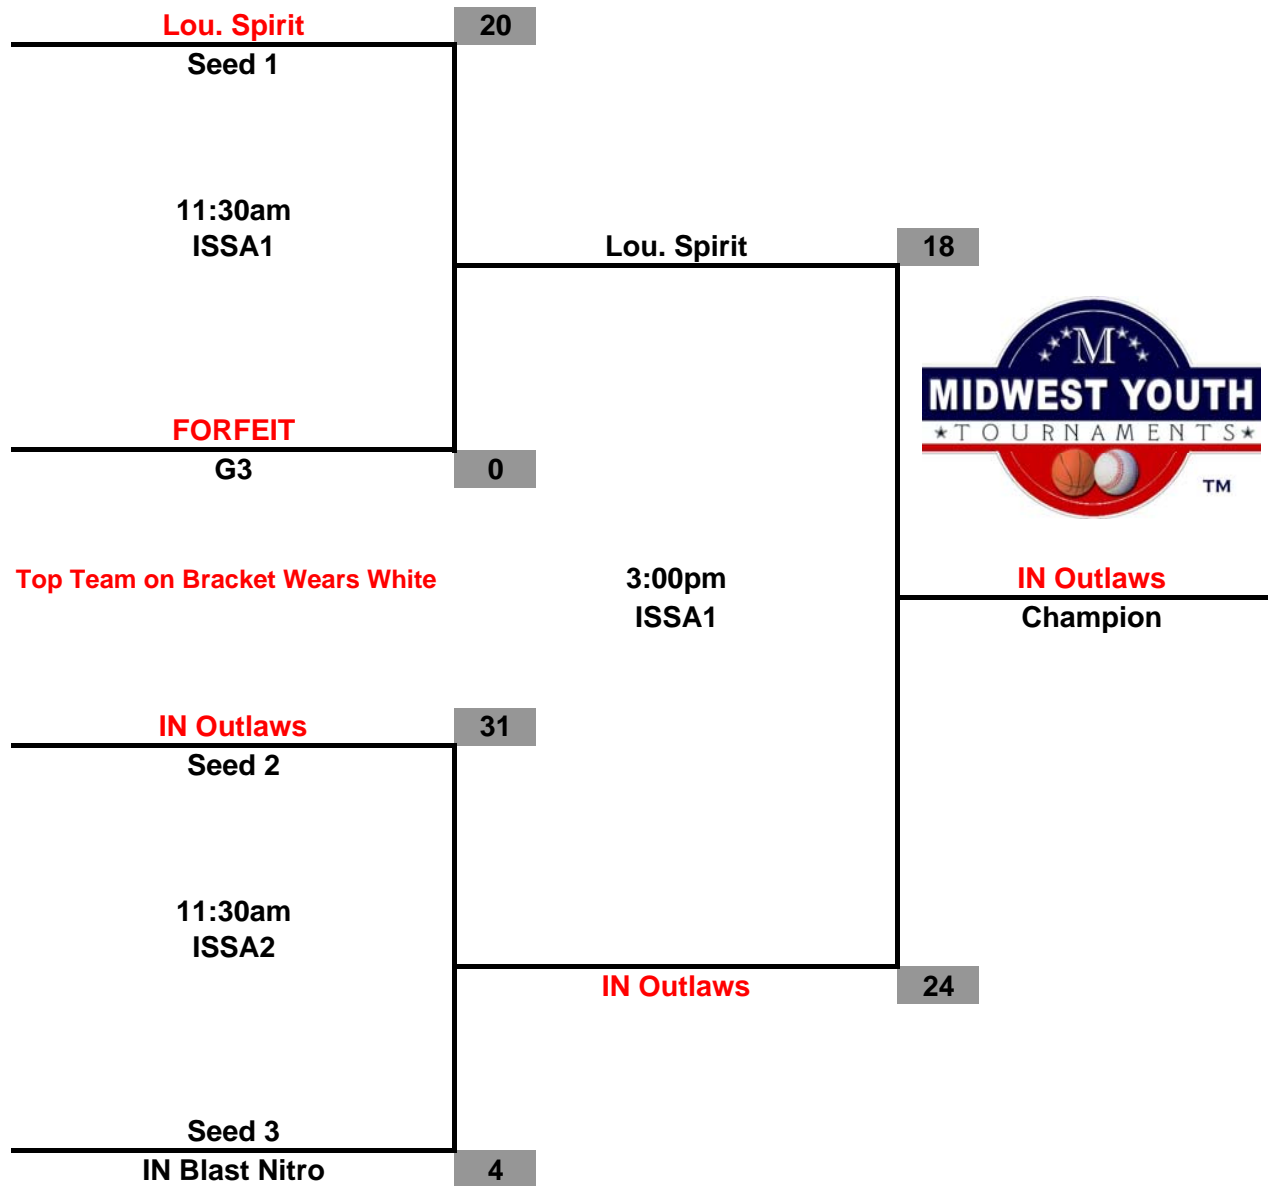 Lou. Spirit 20
Seed 1
11:30am
ISSA1
Lou. Spirit 18
M
MIDWEST YOUTH
★TOURNAMENTS★
TM
FORFEIT
G3 0
Top Team on Bracket Wears White
3:00pm
ISSA1
IN Outlaws
Champion
IN Outlaws 31
Seed 2
11:30am
ISSA2
IN Outlaws 24
Seed 3
IN Blast Nitro 4